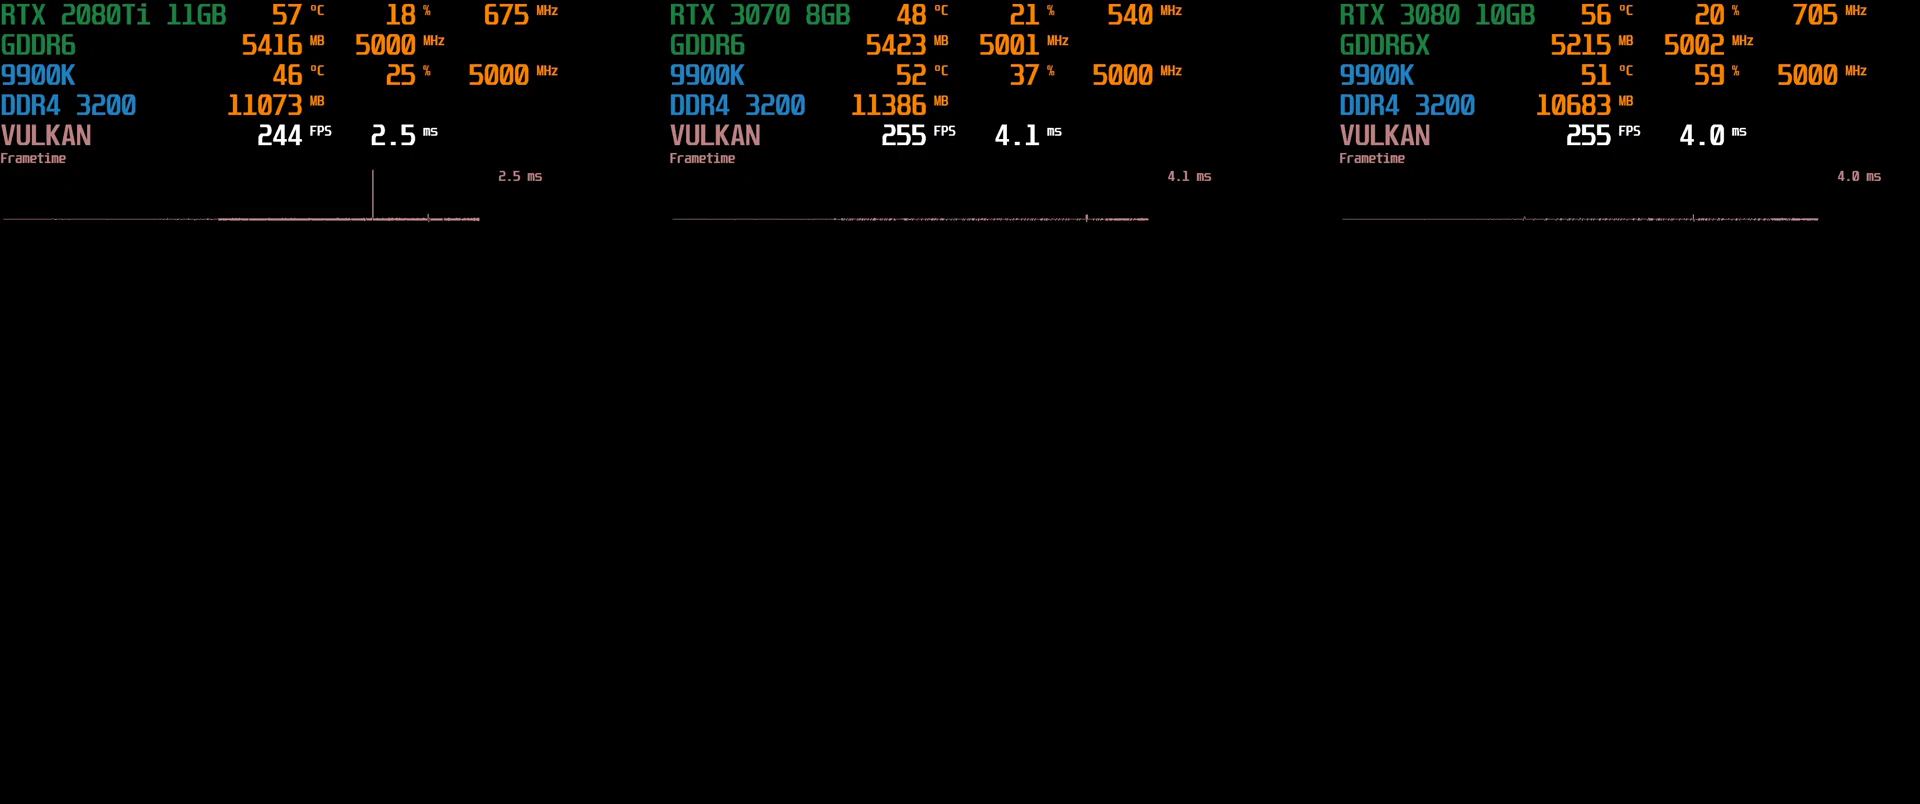 RTX 2080Ti 11GB 57 °C 18 % 675 MHz
GDDR6 5416 MB 5000 MHz
9900K 46 °C 25 % 5000 MHz
DDR4 3200 11073 MB
VULKAN 244 FPS 2.5 ms
Frametime
2.5 ms
RTX 3070 8GB 48 °C 21 % 540 MHz
GDDR6 5423 MB 5001 MHz
9900K 52 °C 37 % 5000 MHz
DDR4 3200 11386 MB
VULKAN 255 FPS 4.1 ms
Frametime
4.1 ms
RTX 3080 10GB 56 °C 20 % 705 MHz
GDDR6X 5215 MB 5002 MHz
9900K 51 °C 59 % 5000 MHz
DDR4 3200 10683 MB
VULKAN 255 FPS 4.0 ms
Frametime
4.0 ms